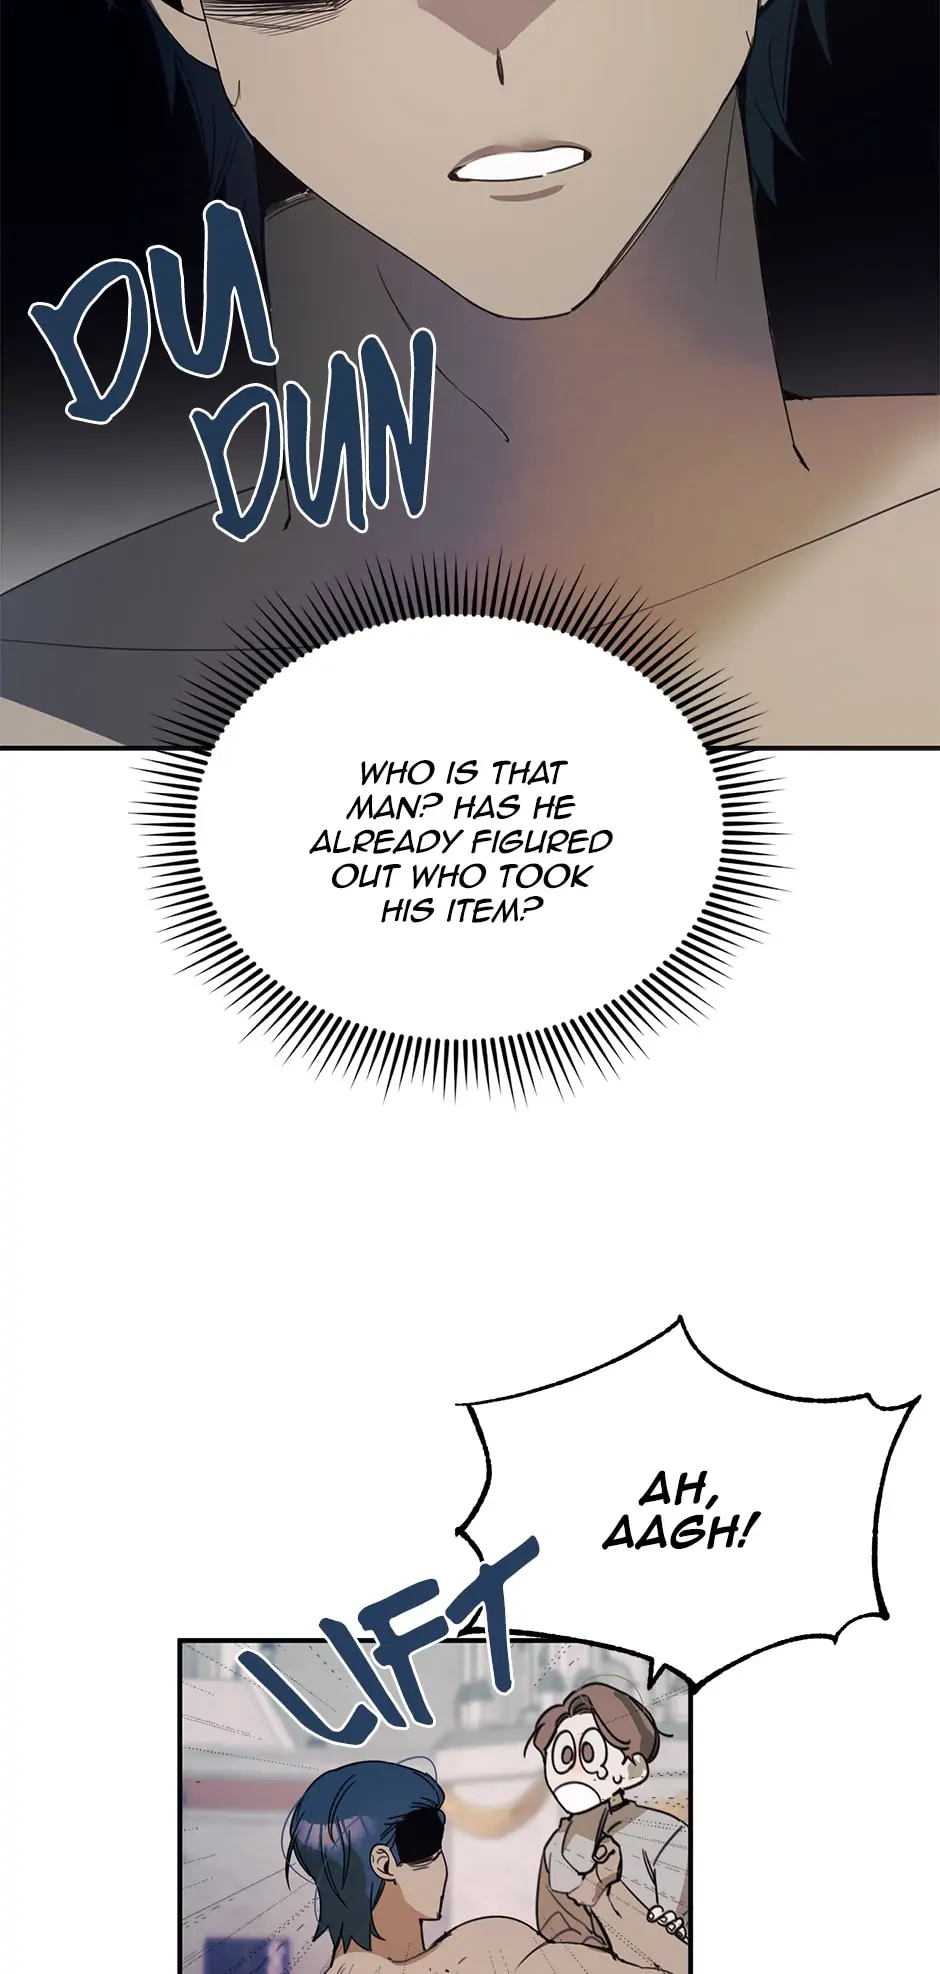 DU
DUN
WHO IS THAT
MAN? HAS HE
ALREADY FIGURED
OUT WHO TOOK
HIS ITEM?
AH,
AAGH!
LIFT